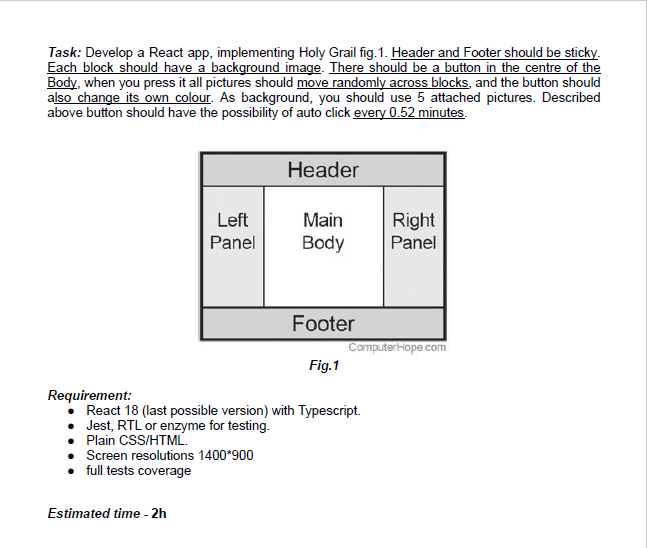 Task: Develop a React app, implementing Holy Grail fig.1. Header and Footer should be sticky.
Each block should have a background image. There should be a button in the centre of the
Body, when you press it all pictures should move randomly across blocks, and the button should
also change its own colour. As background, you should use 5 attached pictures. Described
above button should have the possibility of auto click every 0.52 minutes.
Header
Left
Panel
Main
Body
Right
Panel
Footer
ComputerHope.com
Fig.1
Requirement:
● React 18 (last possible version) with Typescript.
● Jest, RTL or enzyme for testing.
● Plain CSS/HTML.
● Screen resolutions 1400*900
● full tests coverage
Estimated time - 2h